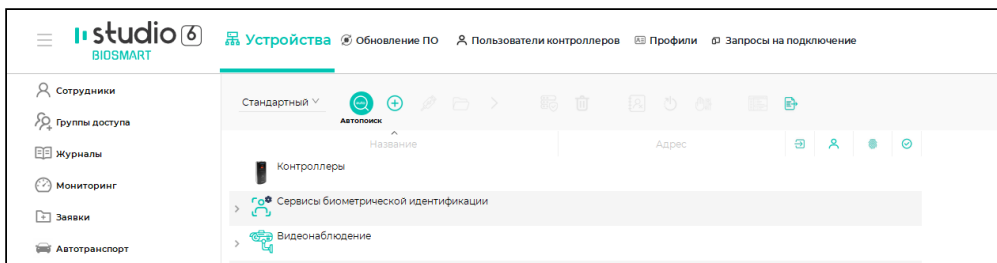 studio 6
BIOSMART
Устройства Обновление ПО Пользователи контроллеров Профили Запросы на подключение
Сотрудники
Группы доступа
Журналы
Мониторинг
Заявки
Автотранспорт
Стандартный
Автопоиск
Название Адрес
Контроллеры
Сервисы биометрической идентификации
Видеонаблюдение